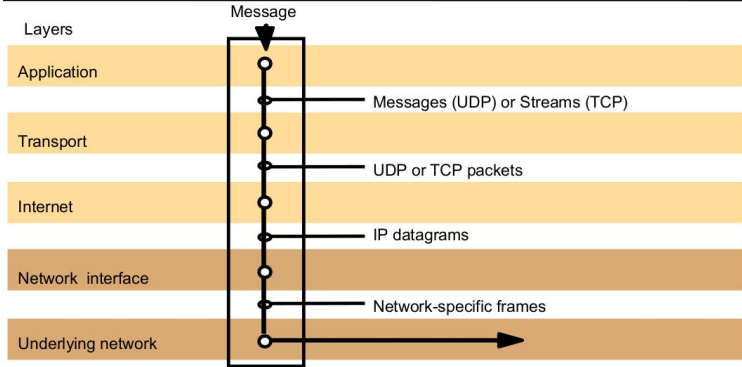 Message
Layers
Application
Messages (UDP) or Streams (TCP)
Transport
UDP or TCP packets
Internet
IP datagrams
Network interface
Network-specific frames
Underlying network